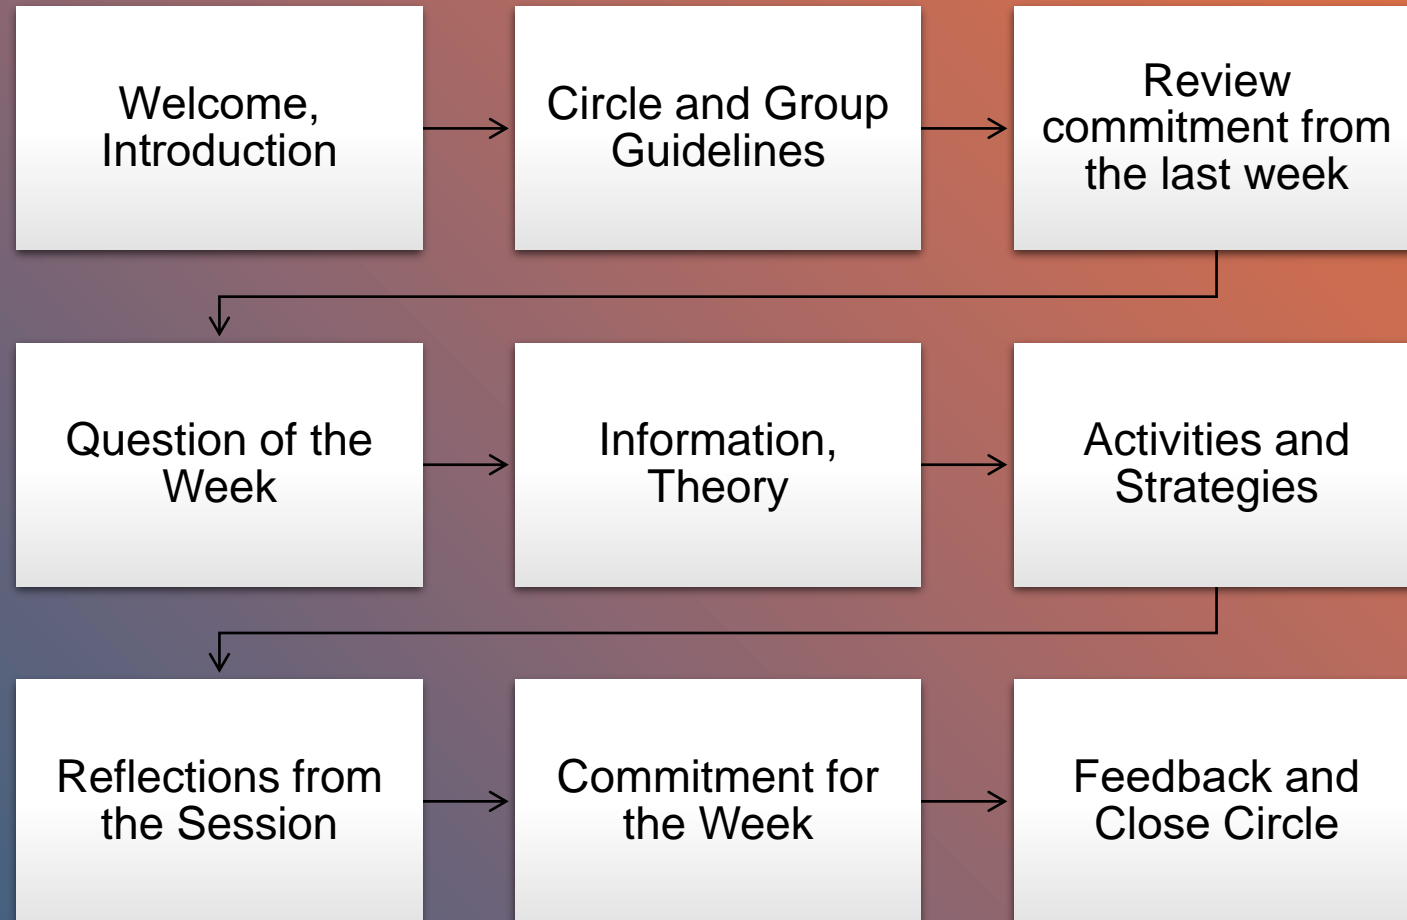 Welcome,
Introduction
Circle and Group
Guidelines
Review
commitment from
the last week
Question of the
Week
Information,
Theory
Activities and
Strategies
Reflections from
the Session
Commitment for
the Week
Feedback and
Close Circle